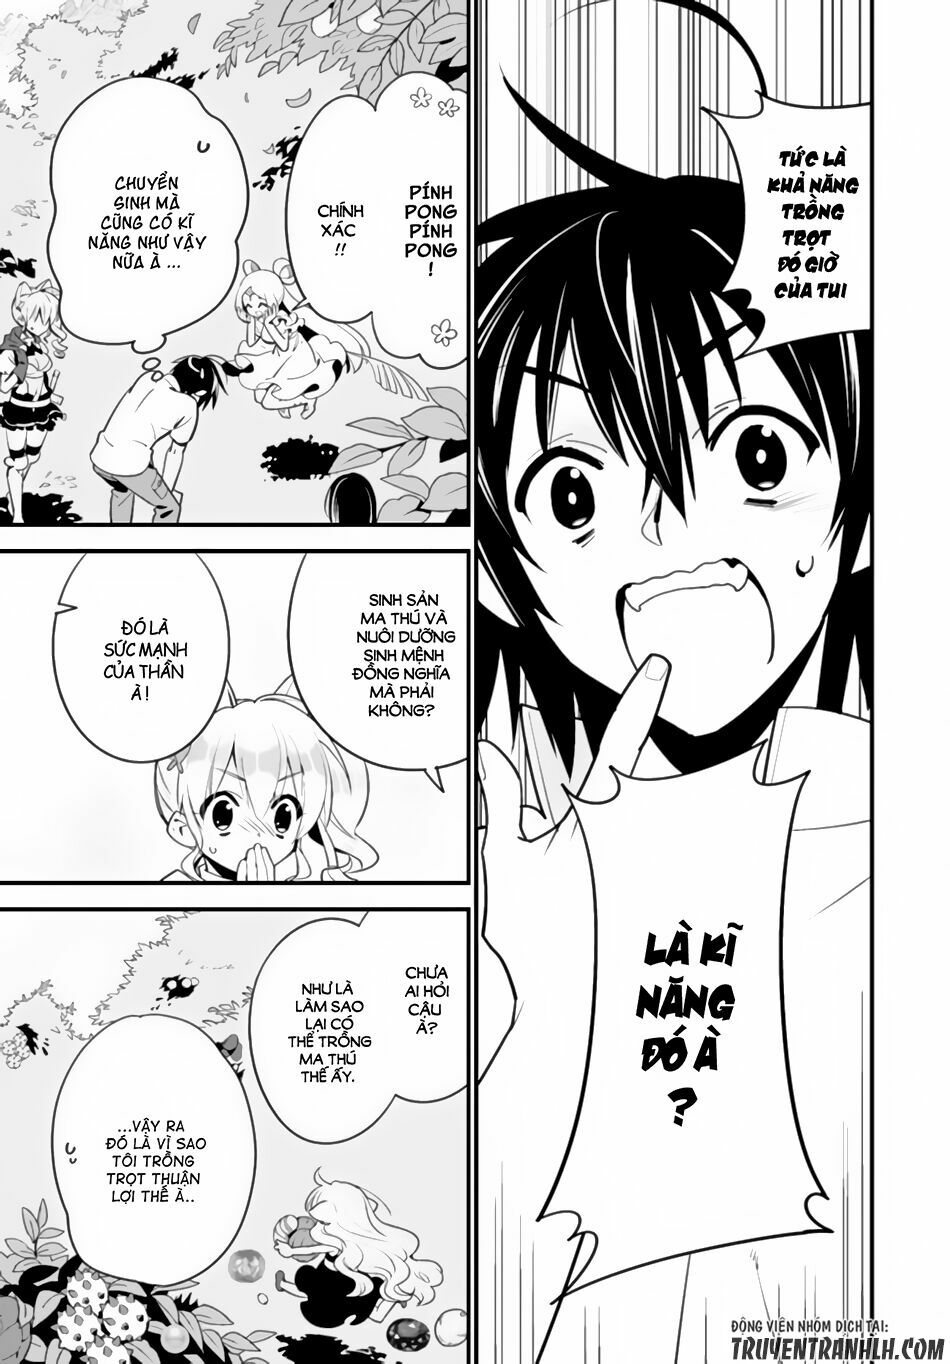 TỨC LÀ
KHẢ NĂNG
TRỒNG
TRỌT
ĐÓ GIỜ
CỦA TUI
LÀ KĨ
NĂNG
ĐÓ À
?
PÍNH
PONG
PÍNH
PONG
!
CHÍNH
XÁC
!!
CHUYỂN
SINH MÀ
CŨNG CÓ KĨ
NĂNG NHƯ VẬY
NỮA À ...
SINH SẢN
MA THÚ VÀ
NUÔI DƯỠNG
SINH MỆNH
ĐỒNG NGHĨA
MÀ PHẢI
KHÔNG?
ĐÓ LÀ
SỨC MẠNH
CỦA THẦN
À!
CHƯA
AI HỎI
CẬU
À?
NHƯ LÀ
LÀM SAO
LẠI CÓ
THỂ TRỒNG
MA THÚ
THẾ ẤY.
...VẬY RA
ĐÓ LÀ VÌ SAO
TÔI TRỒNG
TRỌT THUẬN
LỢI THẾ À..
ĐỘNG VIÊN NHÓM DỊCH TẠI:
TRUYENTRANHLH.COM